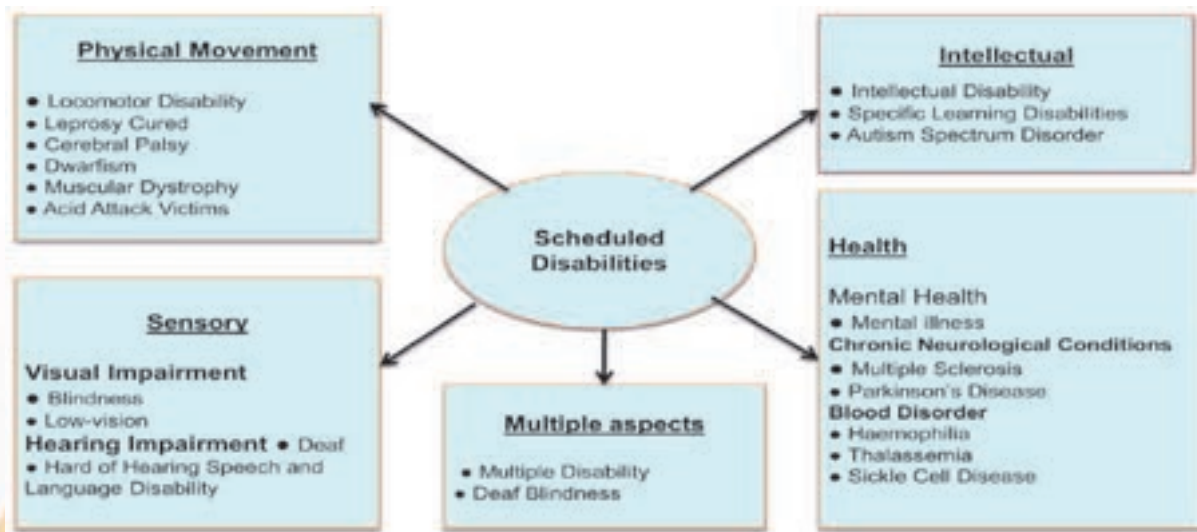 Physical Movement
● Locomotor Disability
● Leprosy Cured
● Cerebral Palsy
● Dwarfism
● Muscular Dystrophy
● Acid Attack Victims
Intellectual
● Intellectual Disability
● Specific Learning Disabilities
● Autism Spectrum Disorder
Scheduled
Disabilities
Sensory
Visual Impairment
● Blindness
● Low-vision
Hearing Impairment ● Deaf
● Hard of Hearing Speech and
Language Disability
Multiple aspects
● Multiple Disability
● Deaf Blindness
Health
Mental Health
● Mental illness
Chronic Neurological Conditions
● Multiple Sclerosis
● Parkinson's Disease
Blood Disorder
● Haemophilia
● Thalassemia
● Sickle Cell Disease